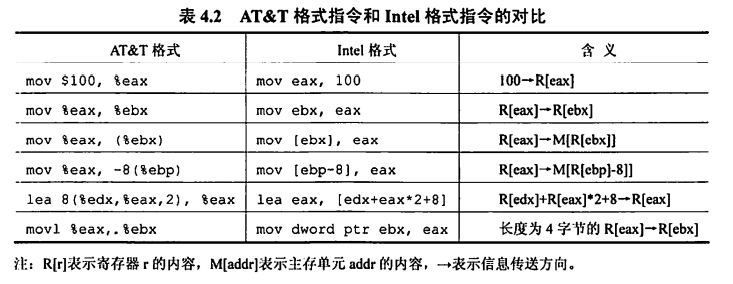 表 4.2 AT&T 格式指令和 Intel 格式指令的对比
AT&T 格式 Intel 格式 含 义
mov $100, %eax mov eax, 100 100→R[eax]
mov %eax, %ebx mov ebx, eax R[eax]→R[ebx]
mov %eax, (%ebx) mov [ebx], eax R[eax]→M[R[ebx]]
mov %eax, -8(%ebp) mov [ebp-8], eax R[eax]→M[R[ebp]-8]]
lea 8(%edx,%eax,2), %eax lea eax, [edx+eax*2+8] R[edx]+R[eax]*2+8→R[eax]
movl %eax,.%ebx mov dword ptr ebx, eax 长度为 4 字节的 R[eax]→R[ebx]
注：R[r]表示寄存器 r 的内容，M[addr]表示主存单元 addr 的内容，→表示信息传送方向。